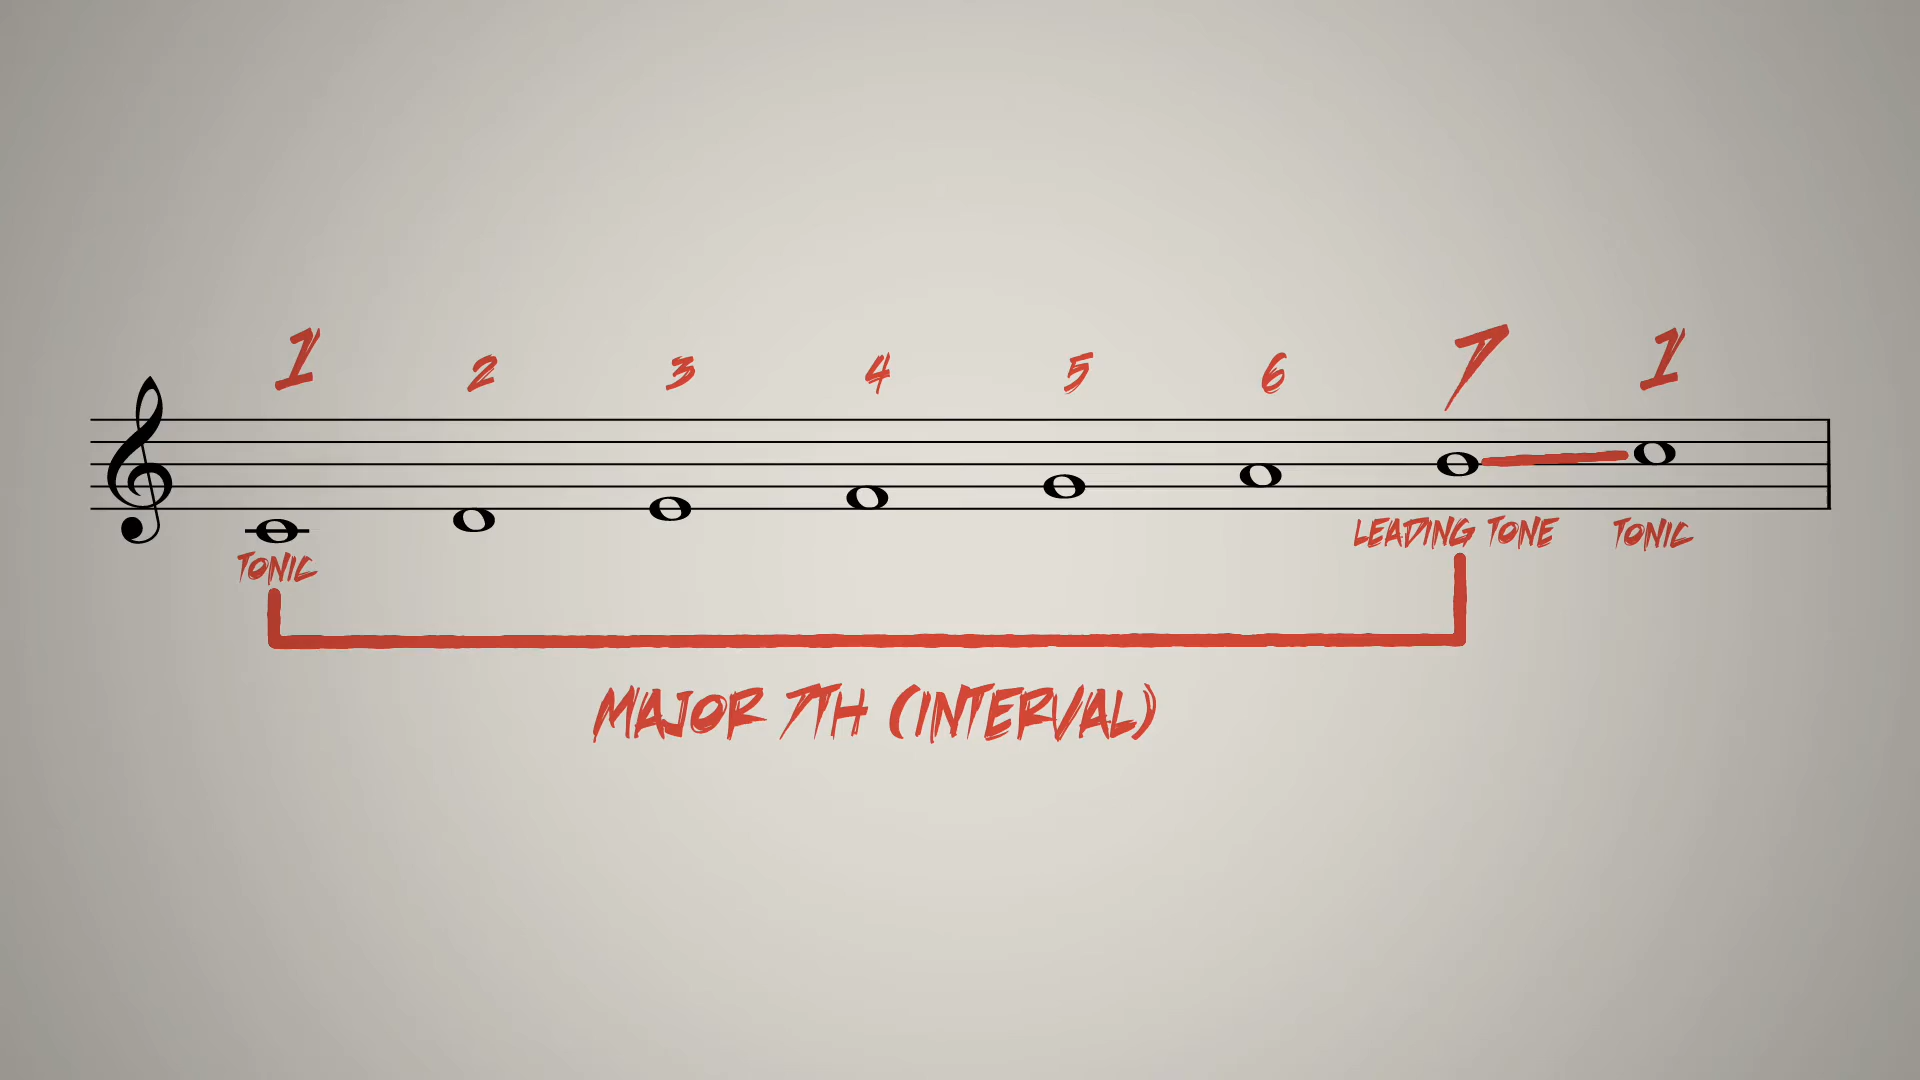 1 2 3 4 5 6 7 1
LEADING TONE TONIC
TONIC
MAJOR 7TH (INTERVAL)